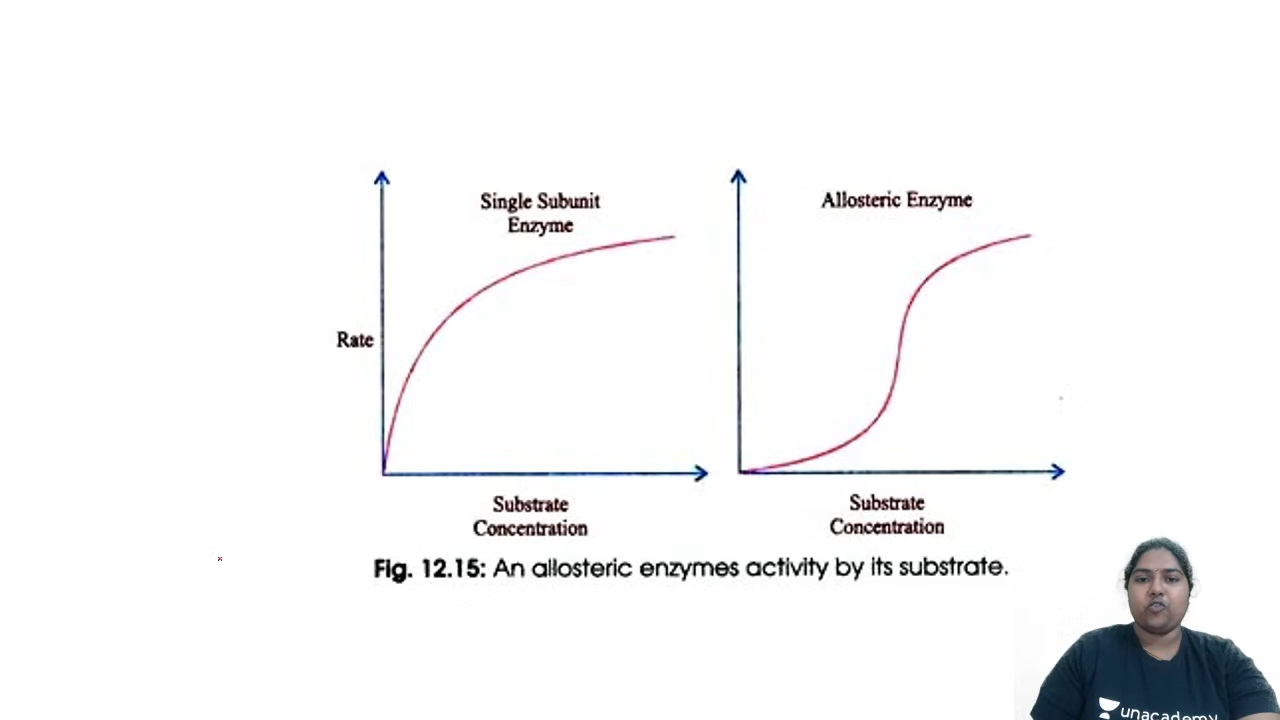 Single Subunit
Enzyme
Allosteric Enzyme
Rate
Substrate
Concentration
Substrate
Concentration
Fig. 12.15: An allosteric enzymes activity by its substrate.
unacademy